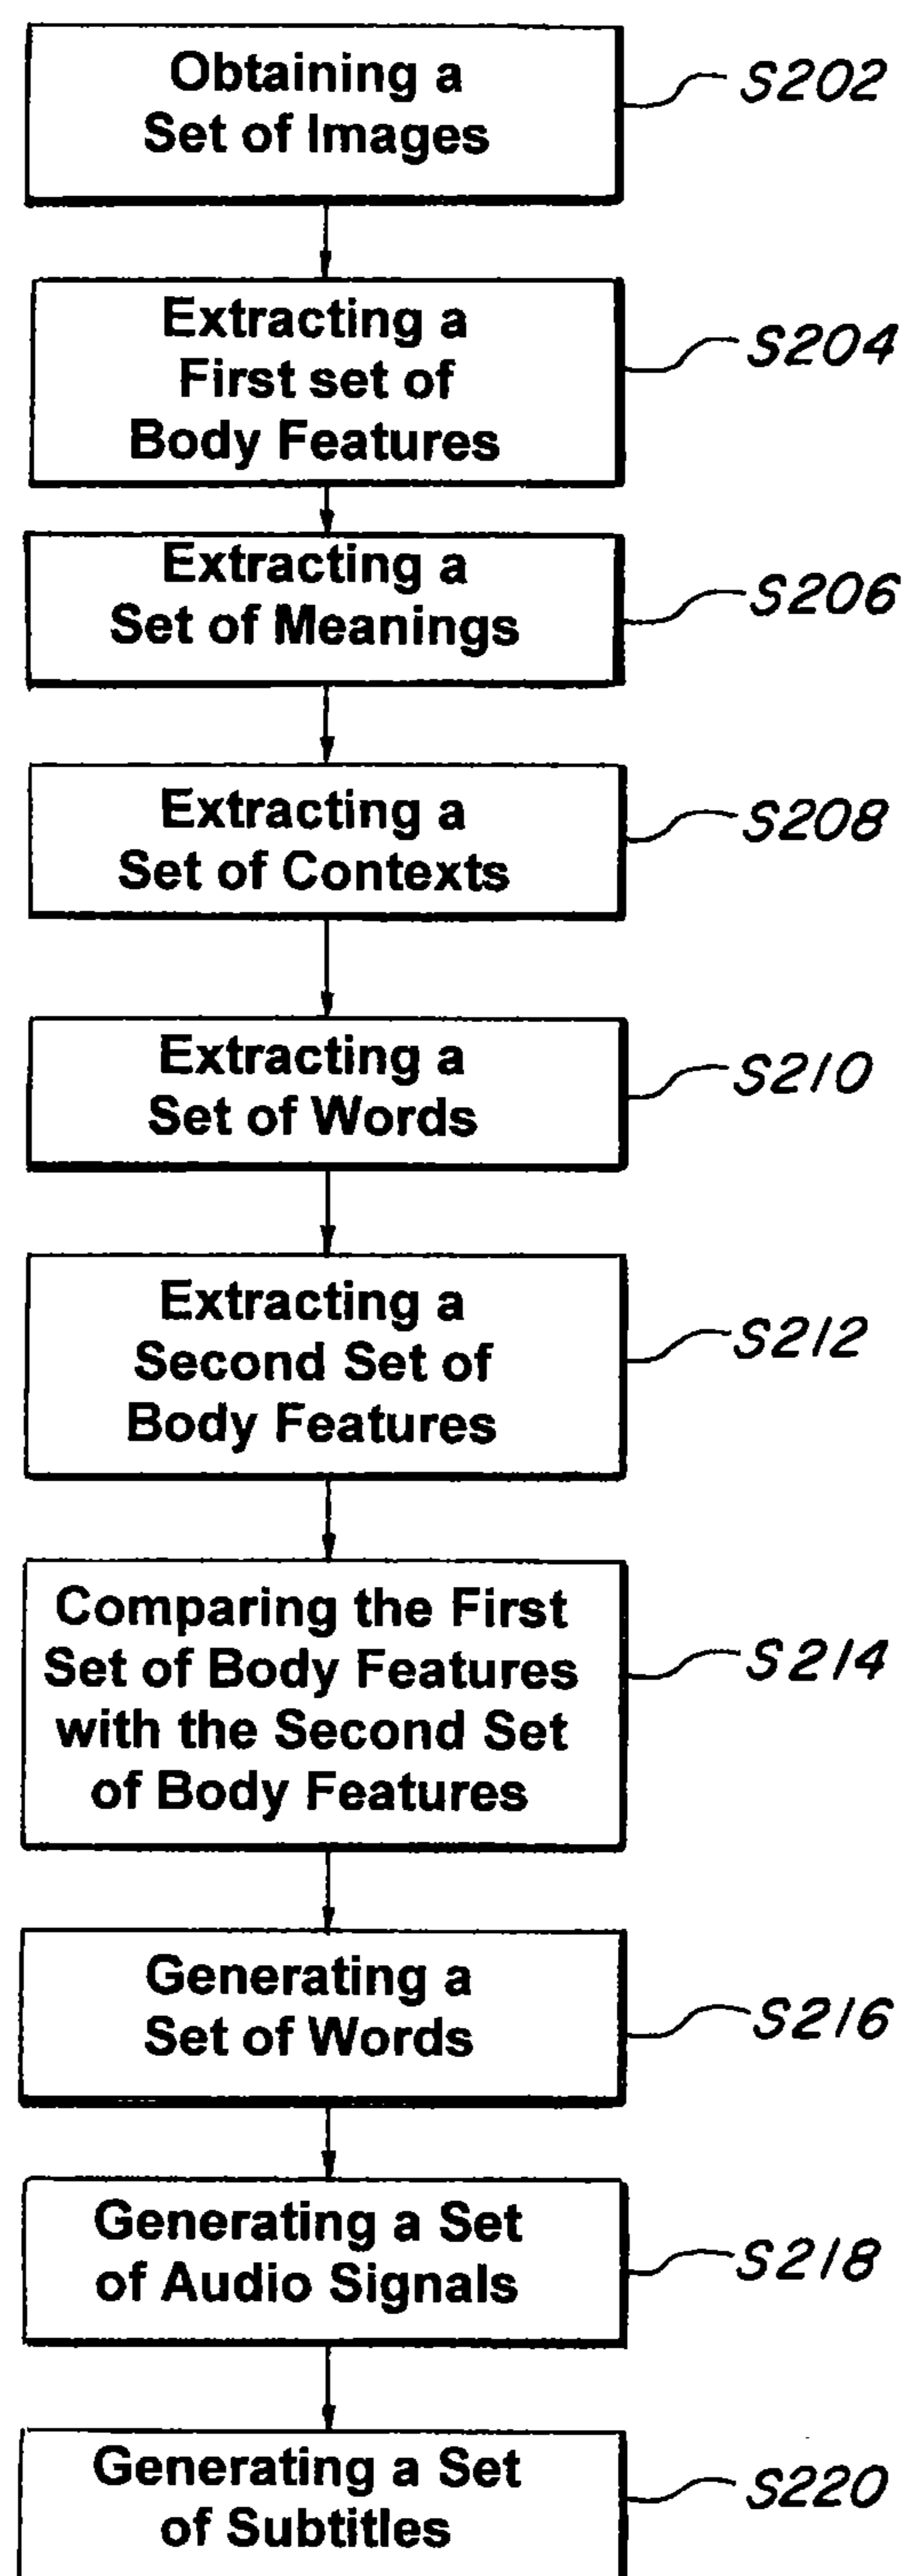 Obtaining a
Set of Images
S202
Extracting a
First set of
Body Features
S204
Extracting a
Set of Meanings
S206
Extracting a
Set of Contexts
S208
Extracting a
Set of Words
S210
Extracting a
Second Set of
Body Features
S212
Comparing the First
Set of Body Features
with the Second Set
of Body Features
S214
Generating a
Set of Words
S216
Generating a Set
of Audio Signals
S218
Generating a Set
of Subtitles
S220